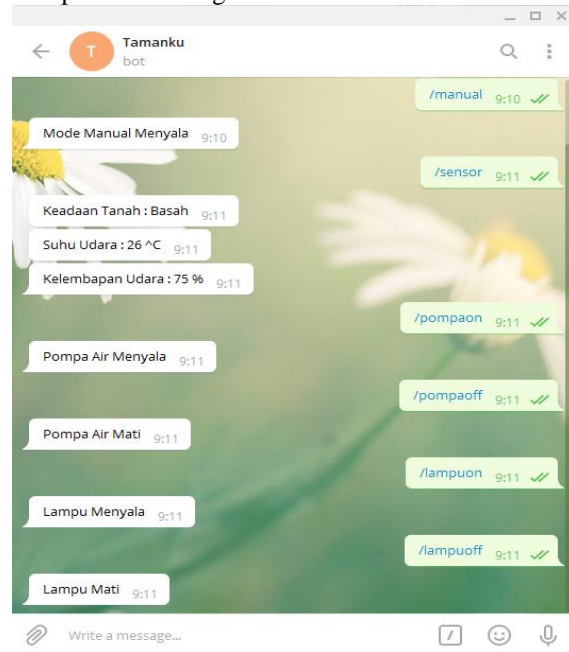 T
Tamanku
bot
/manual 9:10
Mode Manual Menyala 9:10
/sensor 9:11
Keadaan Tanah : Basah 9:11
Suhu Udara : 26 ^C 9:11
Kelembapan Udara : 75 % 9:11
/pompaon 9:11
Pompa Air Menyala 9:11
/pompaoff 9:11
Pompa Air Mati 9:11
/lampuon 9:11
Lampu Menyala 9:11
/lampuoff 9:11
Lampu Mati 9:11
Write a message...